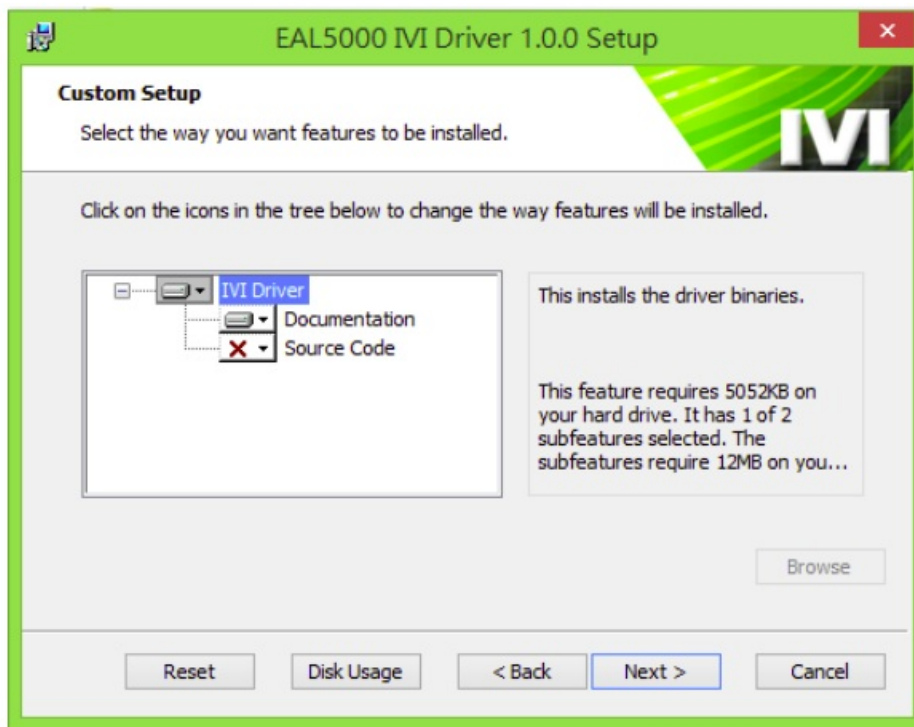 EAL5000 IVI Driver 1.0.0 Setup
Custom Setup
Select the way you want features to be installed.
IVI
Click on the icons in the tree below to change the way features will be installed.
IVI Driver
Documentation
Source Code
This installs the driver binaries.
This feature requires 5052KB on
your hard drive. It has 1 of 2
subfeatures selected. The
subfeatures require 12MB on you...
Browse
Reset
Disk Usage
< Back
Next >
Cancel